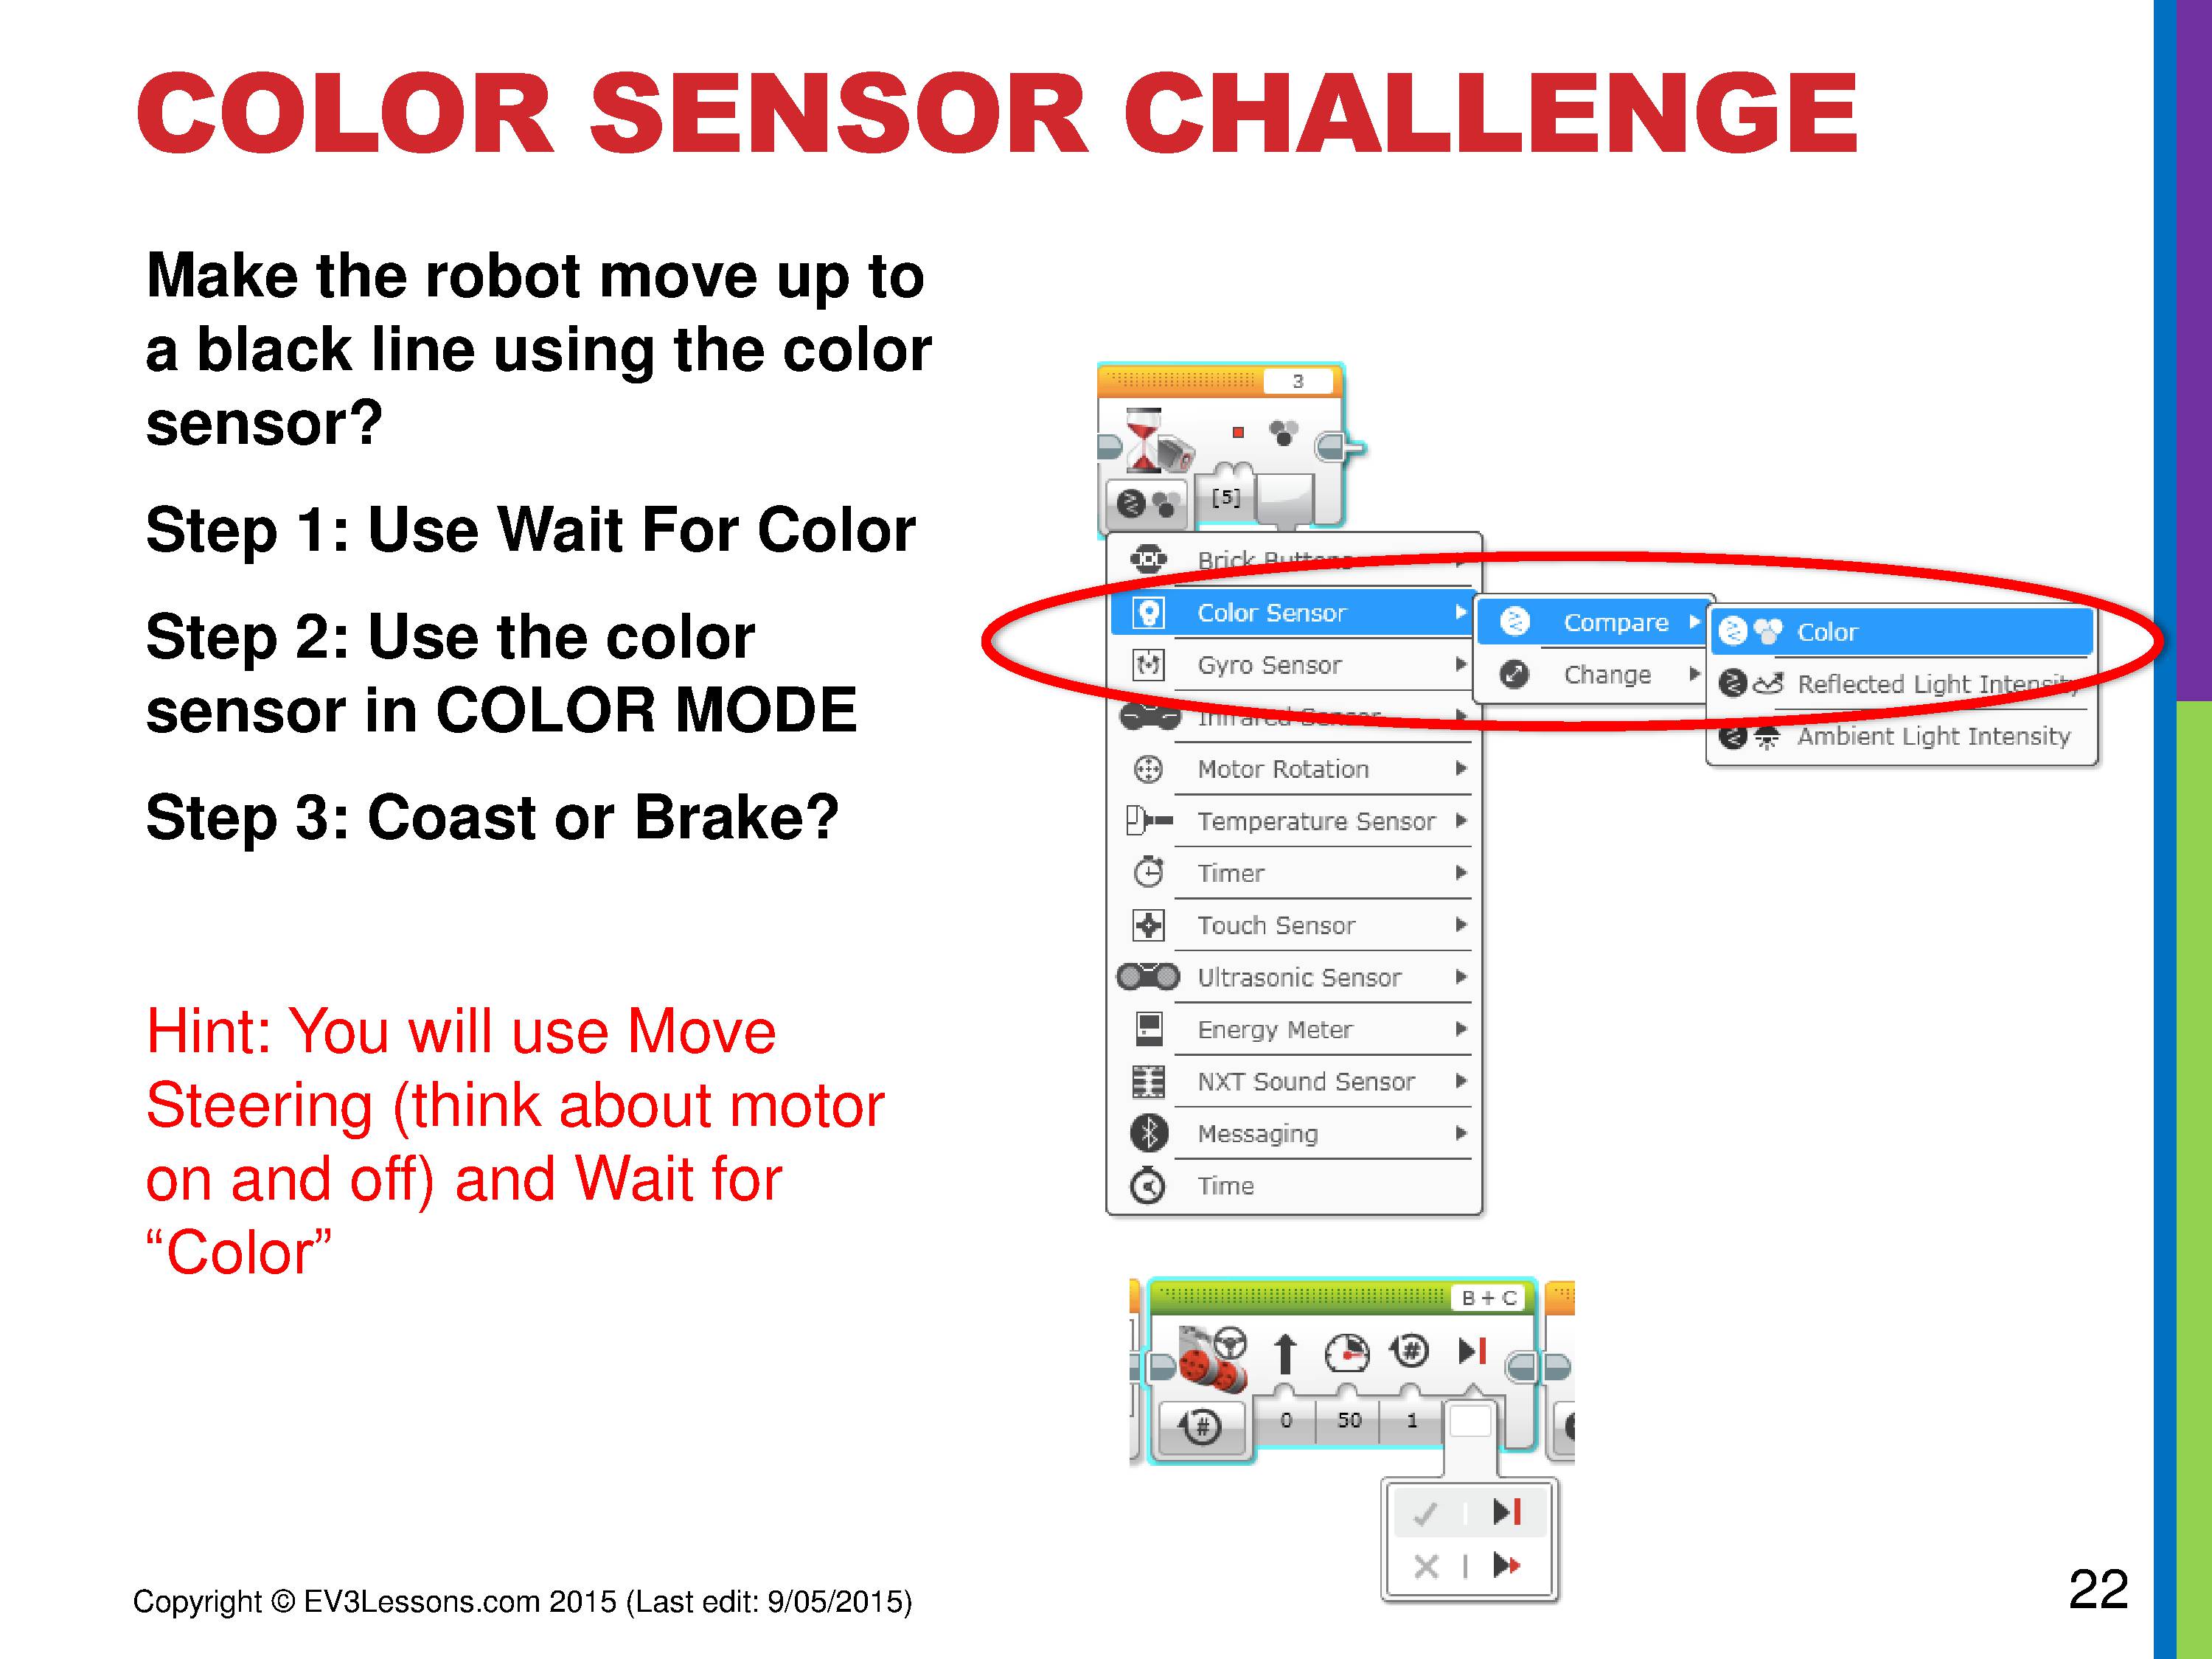 COLOR SENSOR CHALLENGE
Make the robot move up to
a black line using the color
sensor?
Step 1: Use Wait For Color
Step 2: Use the color
sensor in COLOR MODE
Step 3: Coast or Brake?
Hint: You will use Move
Steering (think about motor
on and off) and Wait for
“Color”
3
[5]
Brick Buttons
Color Sensor
Compare
Color
Gyro Sensor
Change
Reflected Light Intensity
Infrared Sensor
Ambient Light Intensity
Motor Rotation
Temperature Sensor
Timer
Touch Sensor
Ultrasonic Sensor
Energy Meter
NXT Sound Sensor
Messaging
Time
B + C
#
# 0 50 1
Copyright © EV3Lessons.com 2015 (Last edit: 9/05/2015)
22